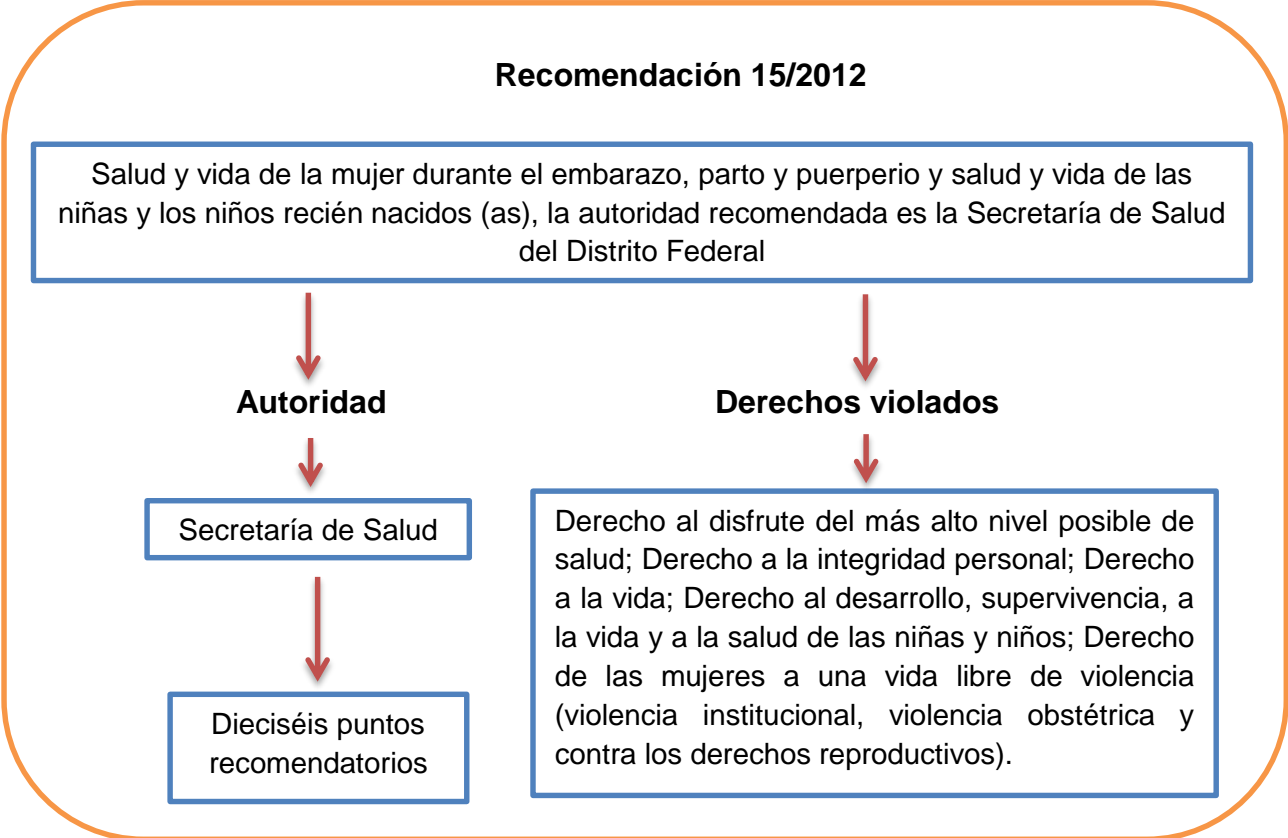 Recomendación 15/2012
Salud y vida de la mujer durante el embarazo, parto y puerperio y salud y vida de las
niñas y los niños recién nacidos (as), la autoridad recomendada es la Secretaría de Salud
del Distrito Federal
Autoridad
Derechos violados
Secretaría de Salud
Dieciséis puntos
recomendatorios
Derecho al disfrute del más alto nivel posible de
salud; Derecho a la integridad personal; Derecho
a la vida; Derecho al desarrollo, supervivencia, a
la vida y a la salud de las niñas y niños; Derecho
de las mujeres a una vida libre de violencia
(violencia institucional, violencia obstétrica y
contra los derechos reproductivos).